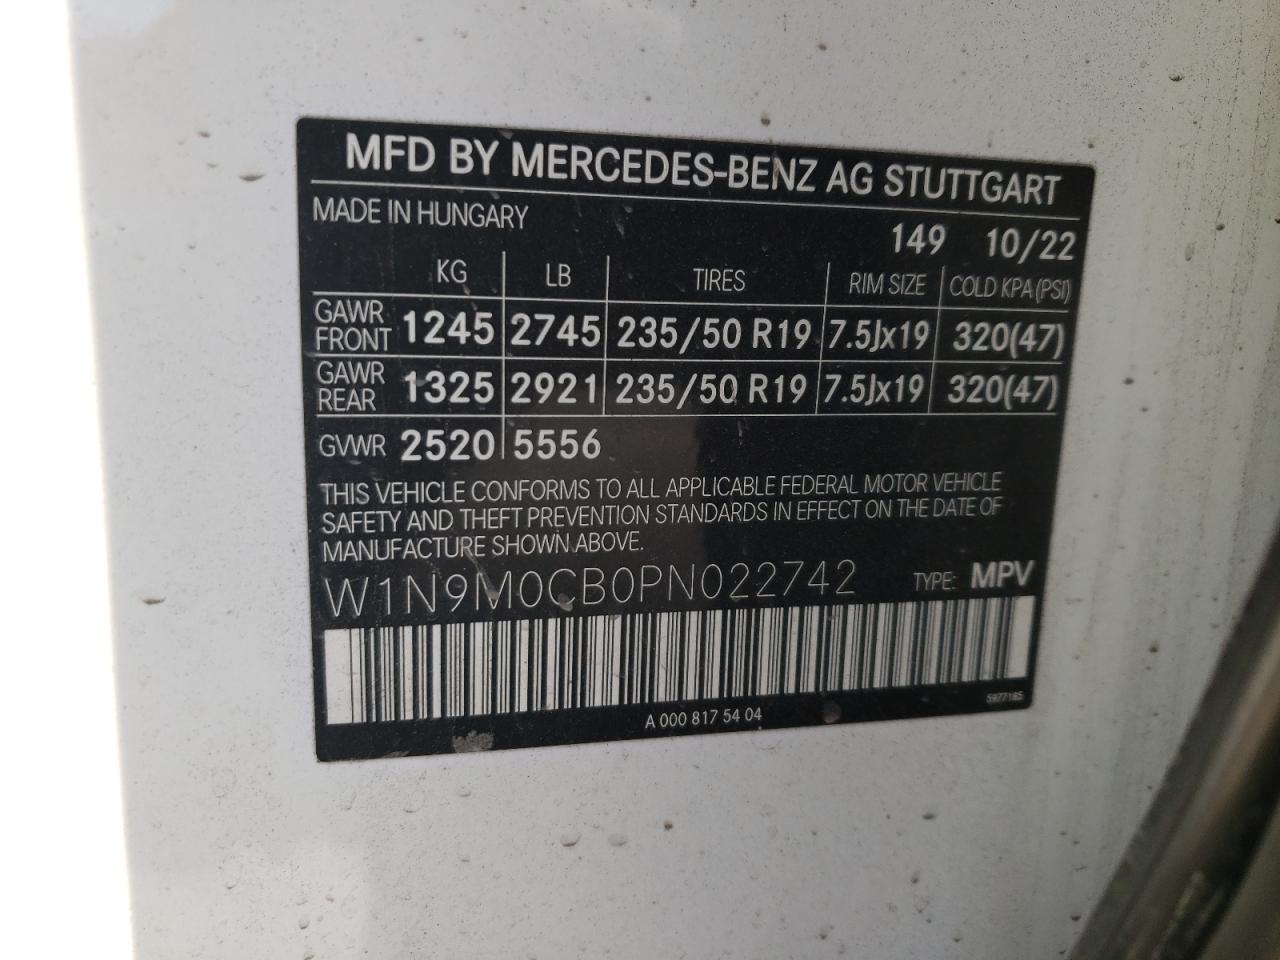 MFD BY MERCEDES-BENZ AG STUTTGART
MADE IN HUNGARY
149 10/22
KG LB TIRES RIM SIZE COLD KPA (PSI)
GAWR FRONT 1245 2745 235/50 R19 7.5Jx19 320(47)
GAWR REAR 1325 2921 235/50 R19 7.5Jx19 320(47)
GVWR 2520 5556
THIS VEHICLE CONFORMS TO ALL APPLICABLE FEDERAL MOTOR VEHICLE
SAFETY AND THEFT PREVENTION STANDARDS IN EFFECT ON THE DATE OF
MANUFACTURE SHOWN ABOVE.
W1N9M0CB0PN022742 TYPE: MPV
5977185
A 000 817 54 04